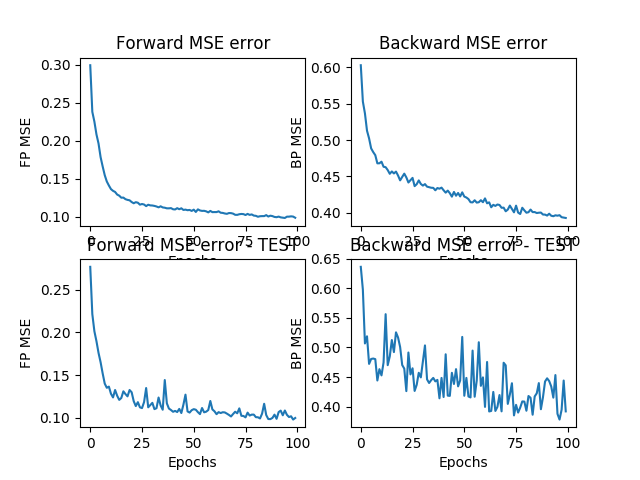 Forward MSE error
Backward MSE error
0.30
0.25
0.20
0.15
0.10
FP MSE
0 25 50 75 100
Epochs
0.60
0.55
0.50
0.45
0.40
BP MSE
0 25 50 75 100
Epochs
Forward MSE error - TEST
Backward MSE error - TEST
0.25
0.20
0.15
0.10
FP MSE
0 25 50 75 100
Epochs
0.65
0.60
0.55
0.50
0.45
0.40
BP MSE
0 25 50 75 100
Epochs